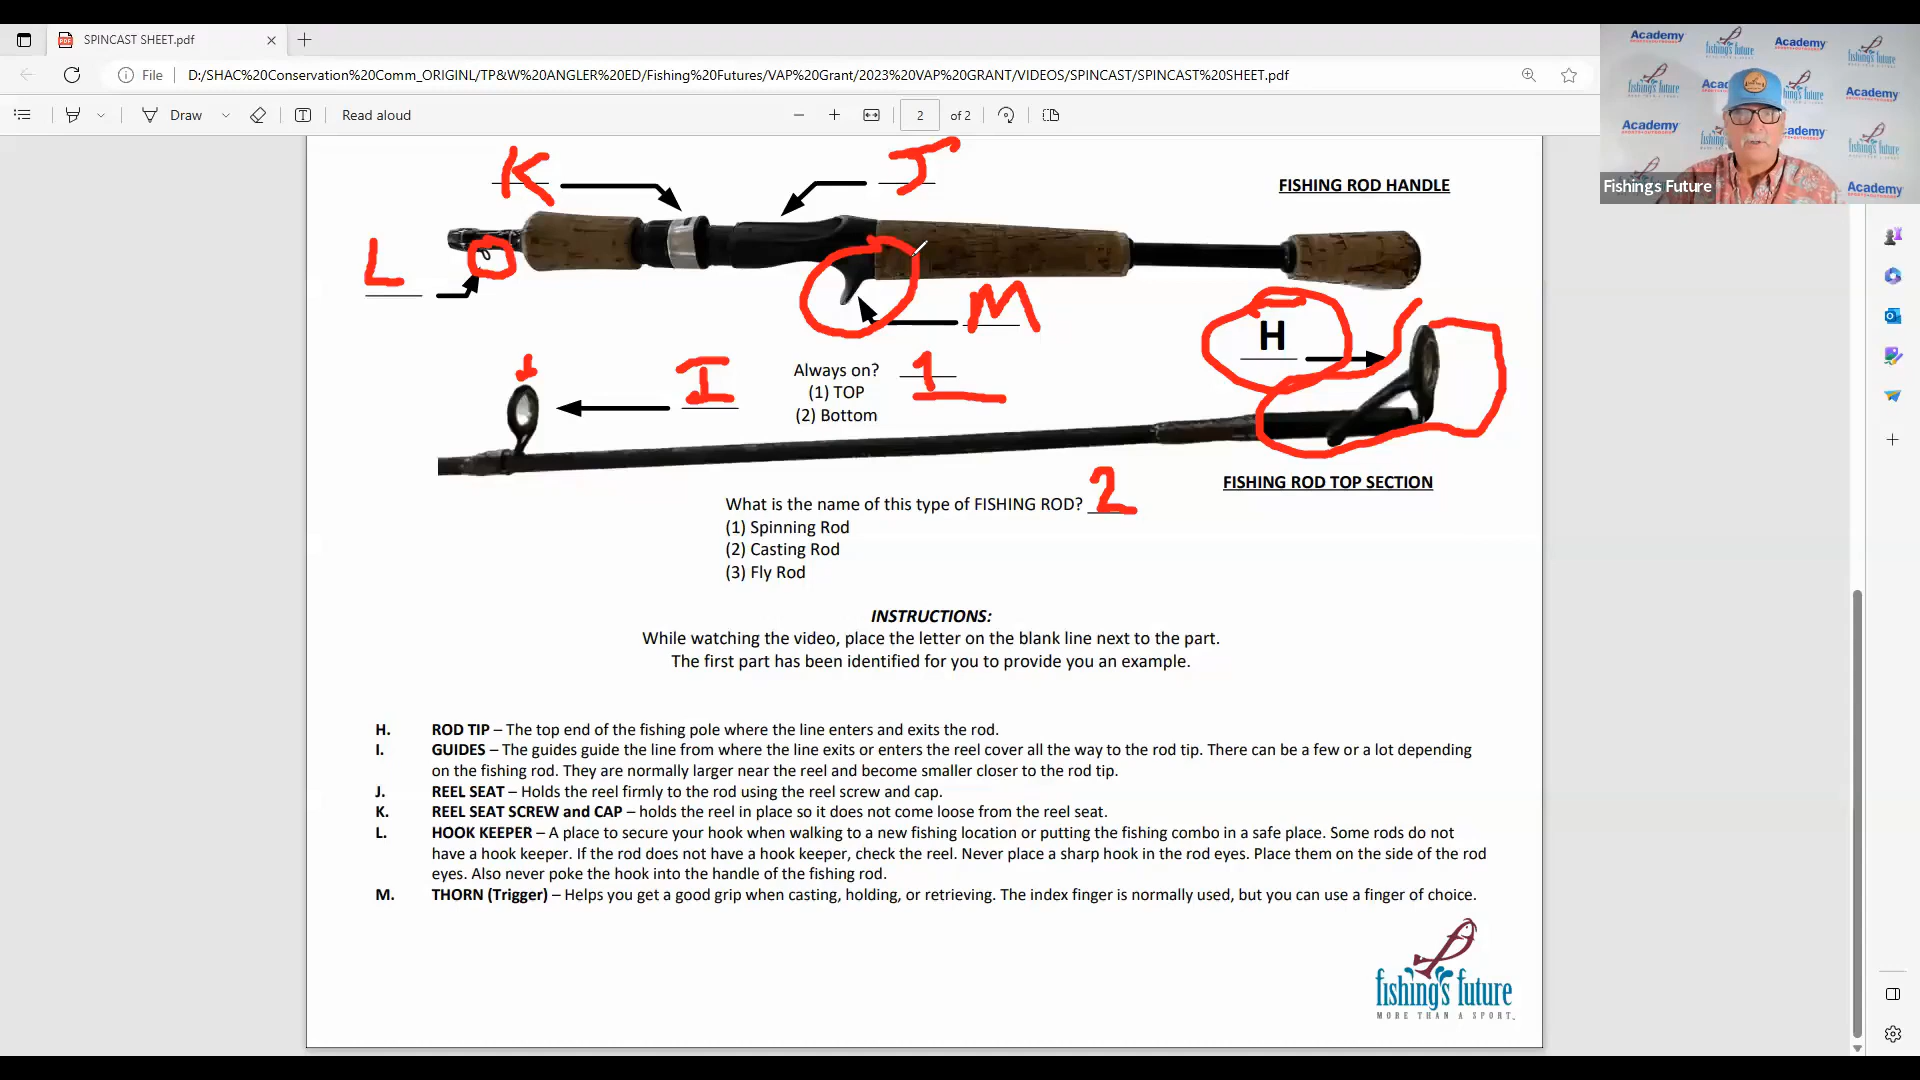 SPINCAST SHEET.pdf
File
D:/SHAC%20Conservation%20Comm_ORIGINL/TP&W%20ANGLER%20ED/Fishing%20Futures/VAP%20Grant/2023%20VAP%20GRANT/VIDEOS/SPINCAST/SPINCAST%20SHEET.pdf
Draw
Read aloud
2 of 2
Academy
fishing's future
Academy
Academy
Academy
Academy
Academy
Fishings Future
K
J
FISHING ROD HANDLE
L
M
H
I
1
Always on? 1
(1) TOP
(2) Bottom
FISHING ROD TOP SECTION
What is the name of this type of FISHING ROD? 2
(1) Spinning Rod
(2) Casting Rod
(3) Fly Rod
INSTRUCTIONS:
While watching the video, place the letter on the blank line next to the part.
The first part has been identified for you to provide you an example.
H. ROD TIP – The top end of the fishing pole where the line enters and exits the rod.
I. GUIDES – The guides guide the line from where the line exits or enters the reel cover all the way to the rod tip. There can be a few or a lot depending
on the fishing rod. They are normally larger near the reel and become smaller closer to the rod tip.
J. REEL SEAT – Holds the reel firmly to the rod using the reel screw and cap.
K. REEL SEAT SCREW and CAP – holds the reel in place so it does not come loose from the reel seat.
L. HOOK KEEPER – A place to secure your hook when walking to a new fishing location or putting the fishing combo in a safe place. Some rods do not
have a hook keeper. If the rod does not have a hook keeper, check the reel. Never place a sharp hook in the rod eyes. Place them on the side of the rod
eyes. Also never poke the hook into the handle of the fishing rod.
M. THORN (Trigger) – Helps you get a good grip when casting, holding, or retrieving. The index finger is normally used, but you can use a finger of choice.
fishing's future
MORE THAN A SPORT